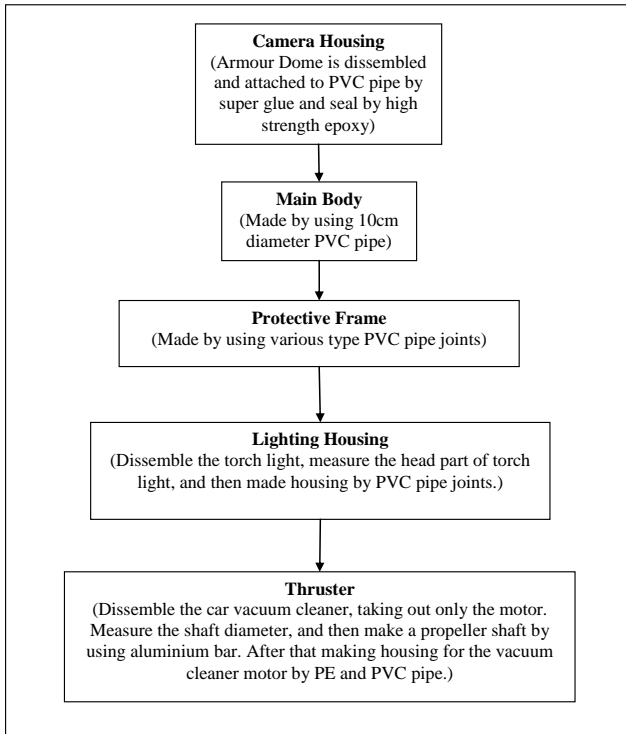 Camera Housing
(Armour Dome is dissembled
and attached to PVC pipe by
super glue and seal by high
strength epoxy)
Main Body
(Made by using 10cm
diameter PVC pipe)
Protective Frame
(Made by using various type PVC pipe joints)
Lighting Housing
(Dissemble the torch light, measure the head part of torch
light, and then made housing by PVC pipe joints.)
Thruster
(Dissemble the car vacuum cleaner, taking out only the motor.
Measure the shaft diameter, and then make a propeller shaft by
using aluminium bar. After that making housing for the vacuum
cleaner motor by PE and PVC pipe.)